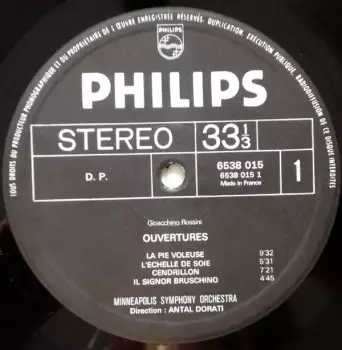 TOUS DROITS DU PRODUCTEUR PHONOGRAPHIQUE ET DU PROPRIETAIRE DE L'ŒUVRE ENREGISTRÉE RÉSERVÉS. DUPLICATION, EXÉCUTION PUBLIQUE, RADIODIFFUSION DE CE DISQUE INTERDITES
PHILIPS
PHILIPS
STEREO 33 1/3
D. P.
6538 015
6538 015 1
Made in France
1
Gioacchino Rossini
OUVERTURES
LA PIE VOLEUSE 9'32
L'ECHELLE DE SOIE 5'31
CENDRILLON 7'21
IL SIGNOR BRUSCHINO 4'45
MINNEAPOLIS SYMPHONY ORCHESTRA
Direction : ANTAL DORATI